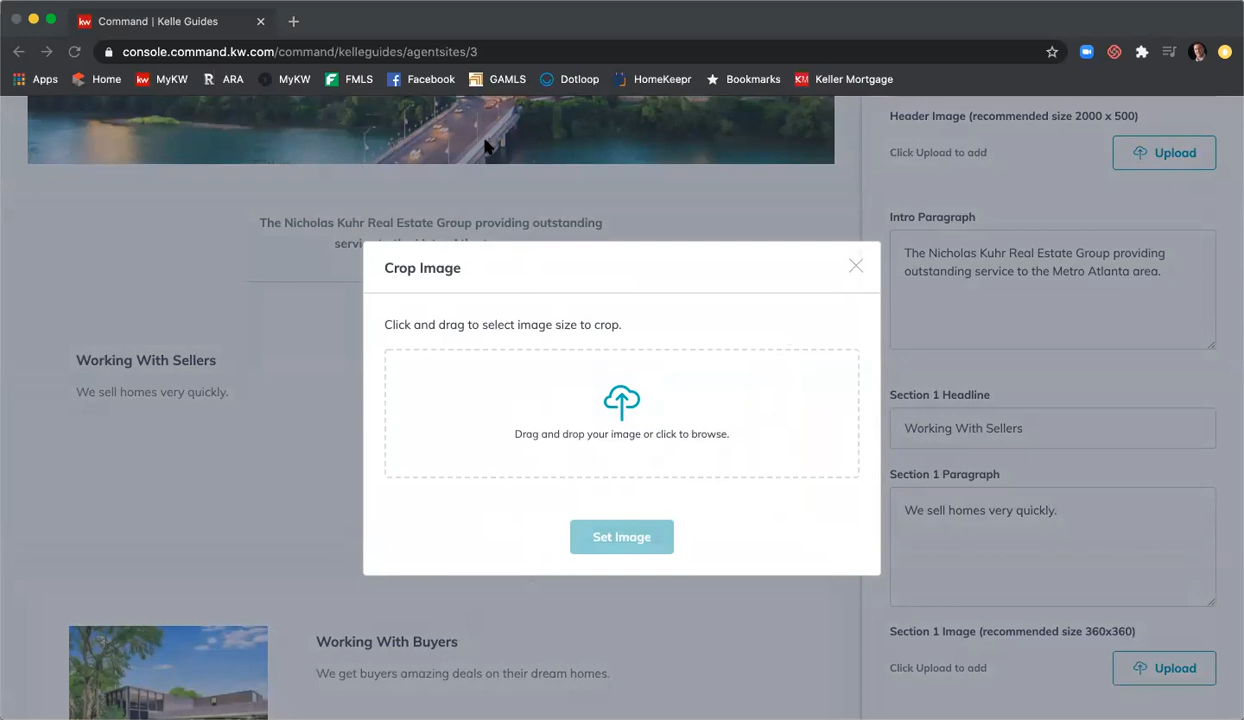 kw Command | Kelle Guides
console.command.kw.com/command/kelleguides/agentsites/3
Apps Home kw MyKW R ARA MyKW FMLS Facebook GAMLS Dotloop HomeKeepr Bookmarks KM Keller Mortgage
Header Image (recommended size 2000 x 500)
Click Upload to add
Upload
Intro Paragraph
The Nicholas Kuhr Real Estate Group providing
outstanding service to the Metro Atlanta area.
Section 1 Headline
Working With Sellers
Section 1 Paragraph
We sell homes very quickly.
Section 1 Image (recommended size 360x360)
Click Upload to add
Upload
The Nicholas Kuhr Real Estate Group providing outstanding
Working With Sellers
We sell homes very quickly.
Crop Image
Click and drag to select image size to crop.
Drag and drop your image or click to browse.
Set Image
Working With Buyers
We get buyers amazing deals on their dream homes.